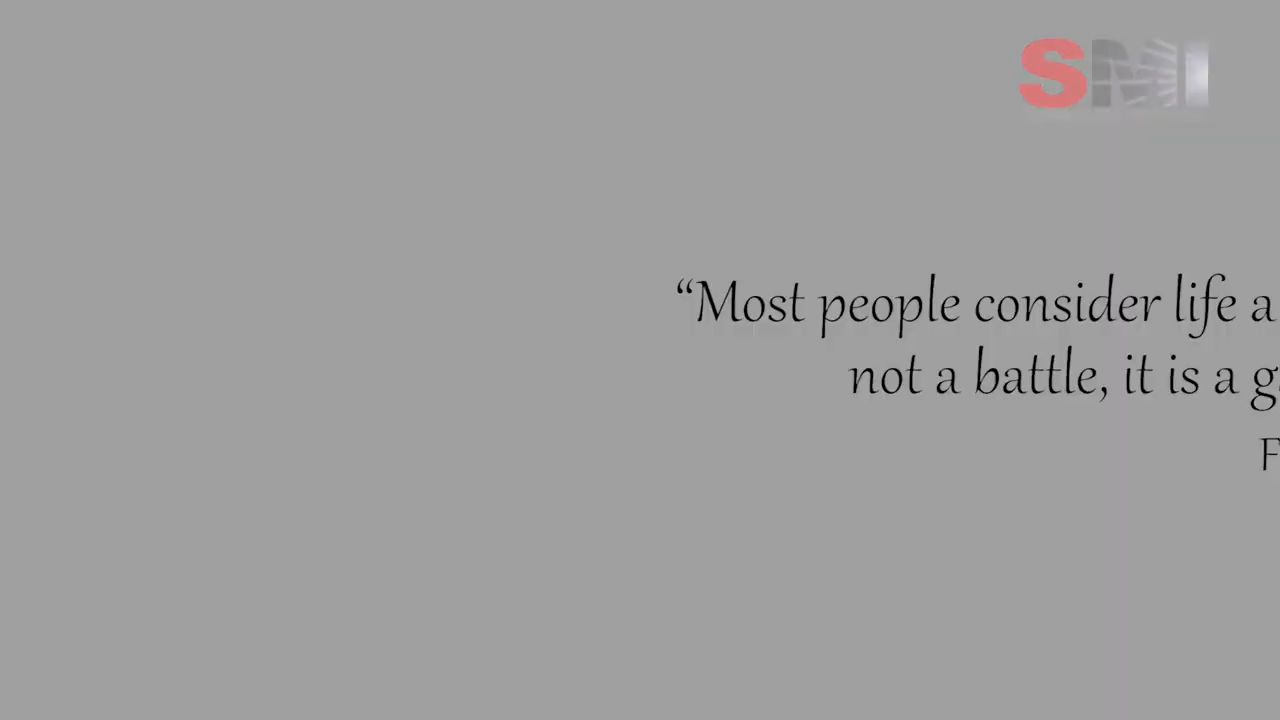 SMI
“Most people consider life a
not a battle, it is a g
F